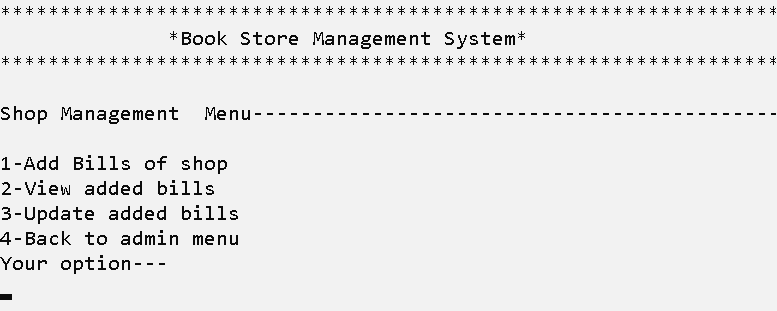 *****************************************************************
*Book Store Management System*
*****************************************************************
Shop Management  Menu--------------------------------------------
1-Add Bills of shop
2-View added bills
3-Update added bills
4-Back to admin menu
Your option---